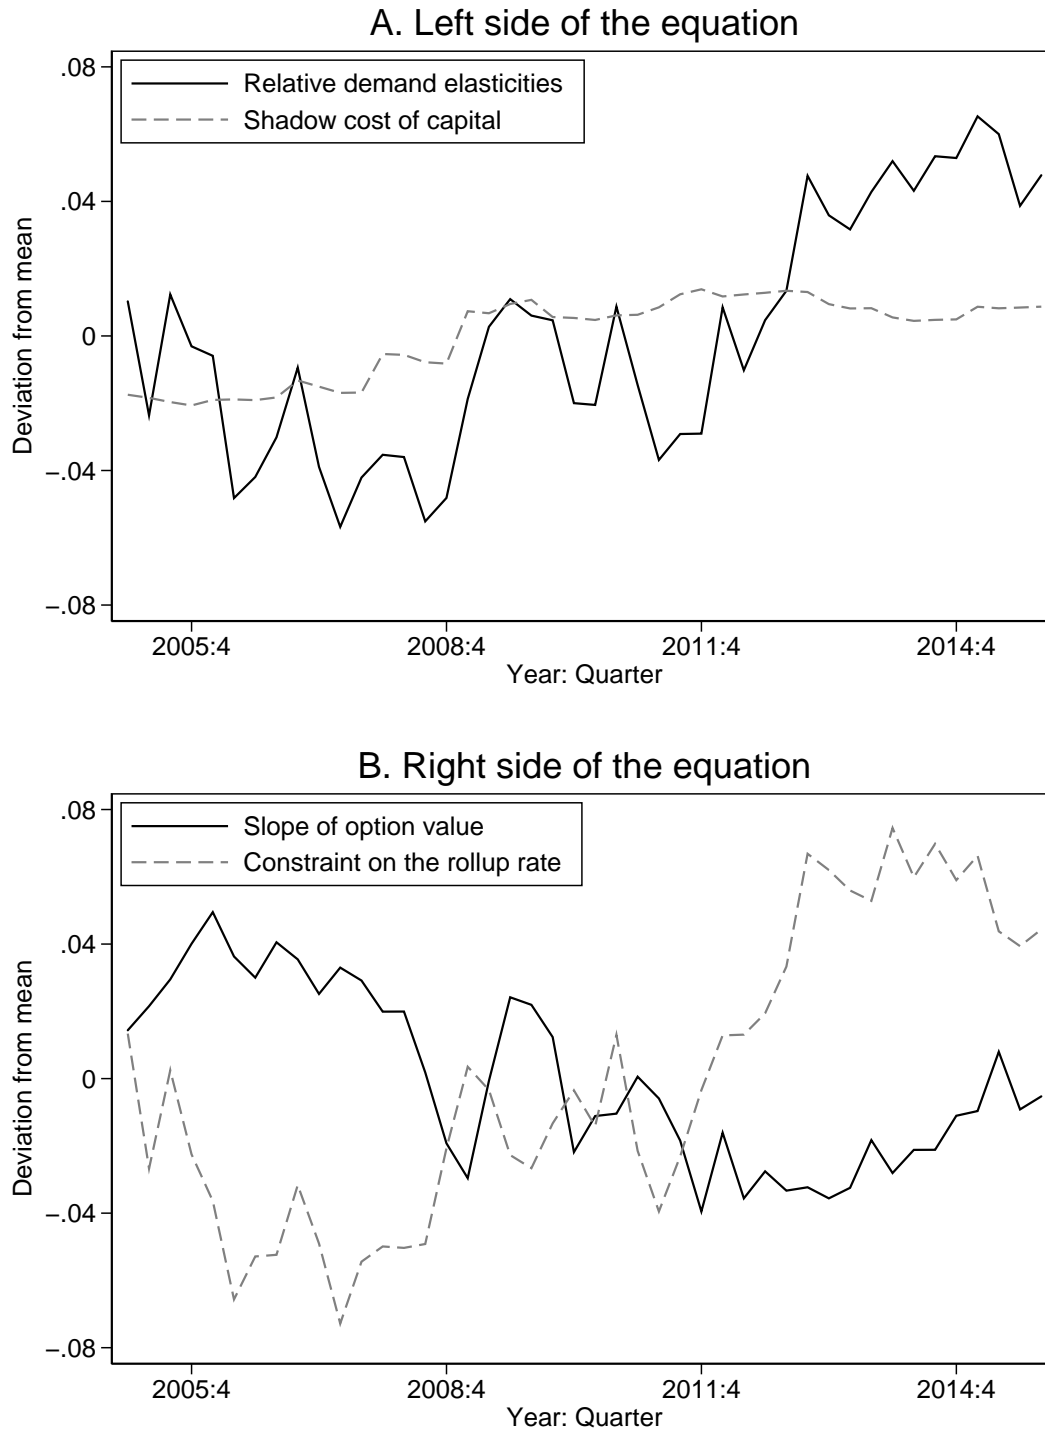 A. Left side of the equation
.08
.04
0
−.04
−.08
Deviation from mean
Relative demand elasticities
Shadow cost of capital
2005:4 2008:4 2011:4 2014:4
Year: Quarter
B. Right side of the equation
.08
.04
0
−.04
−.08
Deviation from mean
Slope of option value
Constraint on the rollup rate
2005:4 2008:4 2011:4 2014:4
Year: Quarter